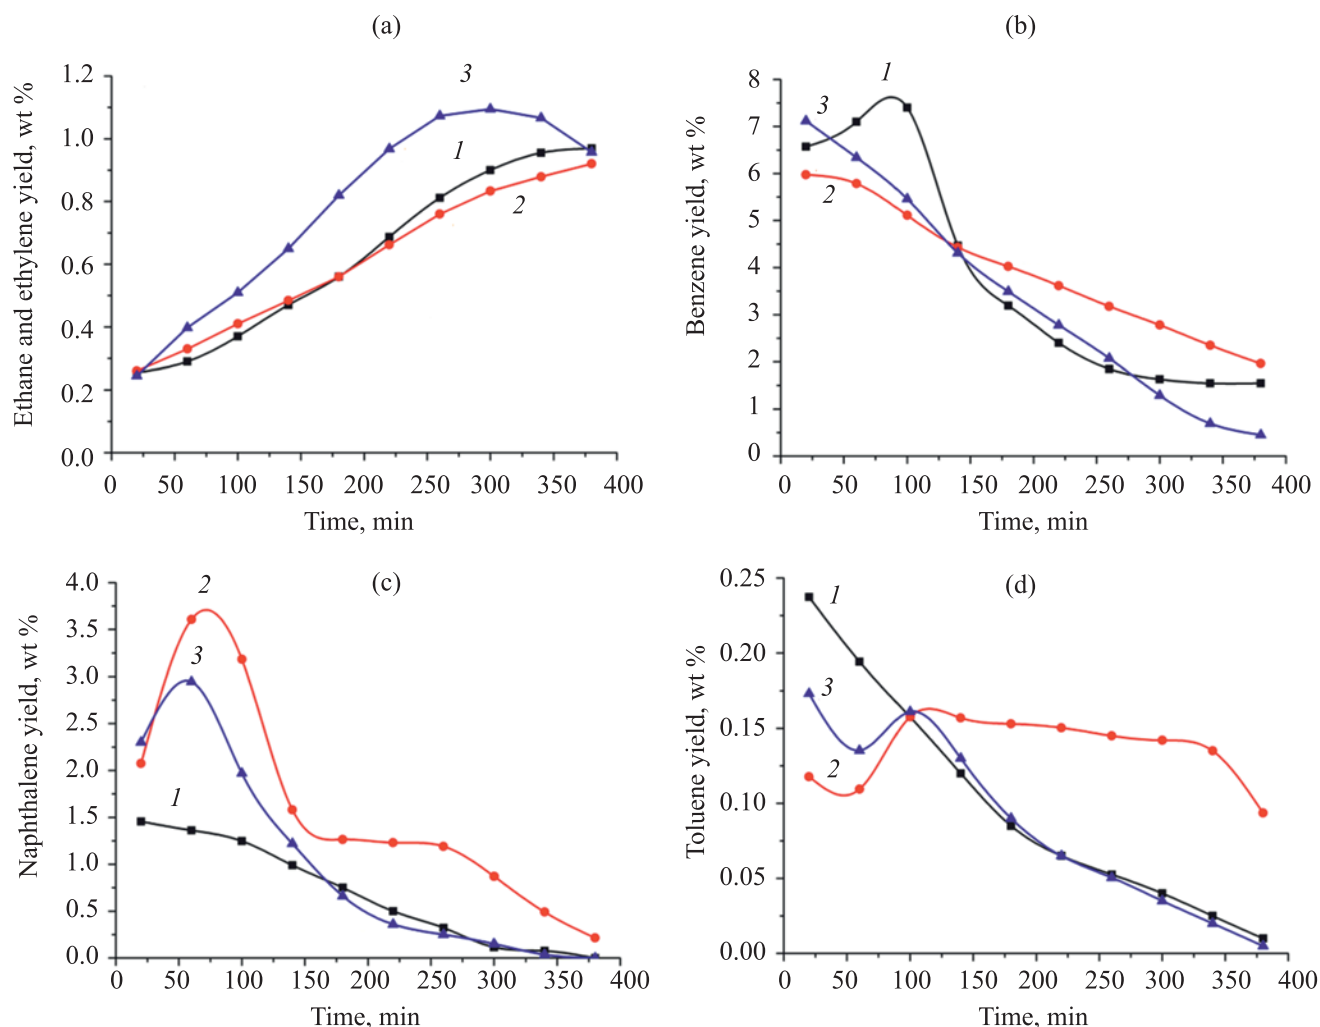 (a)
Ethane and ethylene yield, wt %
1.2
1.0
0.8
0.6
0.4
0.2
0.0
3
1
2
0 50 100 150 200 250 300 350 400
Time, min
(b)
Benzene yield, wt %
8
7
6
5
4
3
2
1
0
1
3
2
0 50 100 150 200 250 300 350 400
Time, min
(c)
Naphthalene yield, wt %
4.0
3.5
3.0
2.5
2.0
1.5
1.0
0.5
0.0
2
3
1
0 50 100 150 200 250 300 350 400
Time, min
(d)
Toluene yield, wt %
0.25
0.20
0.15
0.10
0.05
0.00
1
3
2
0 50 100 150 200 250 300 350 400
Time, min